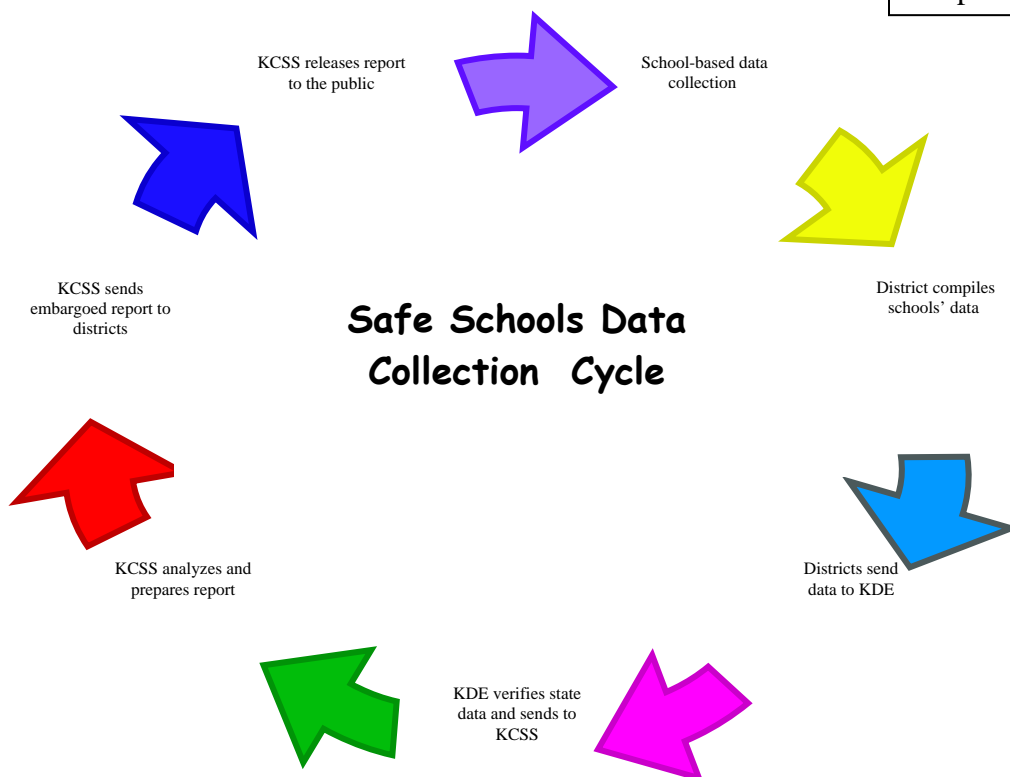 KCSS releases report
to the public
School-based data
collection
District compiles
schools' data
Districts send
data to KDE
KDE verifies state
data and sends to
KCSS
KCSS analyzes and
prepares report
KCSS sends
embargoed report to
districts
Safe Schools Data
Collection Cycle